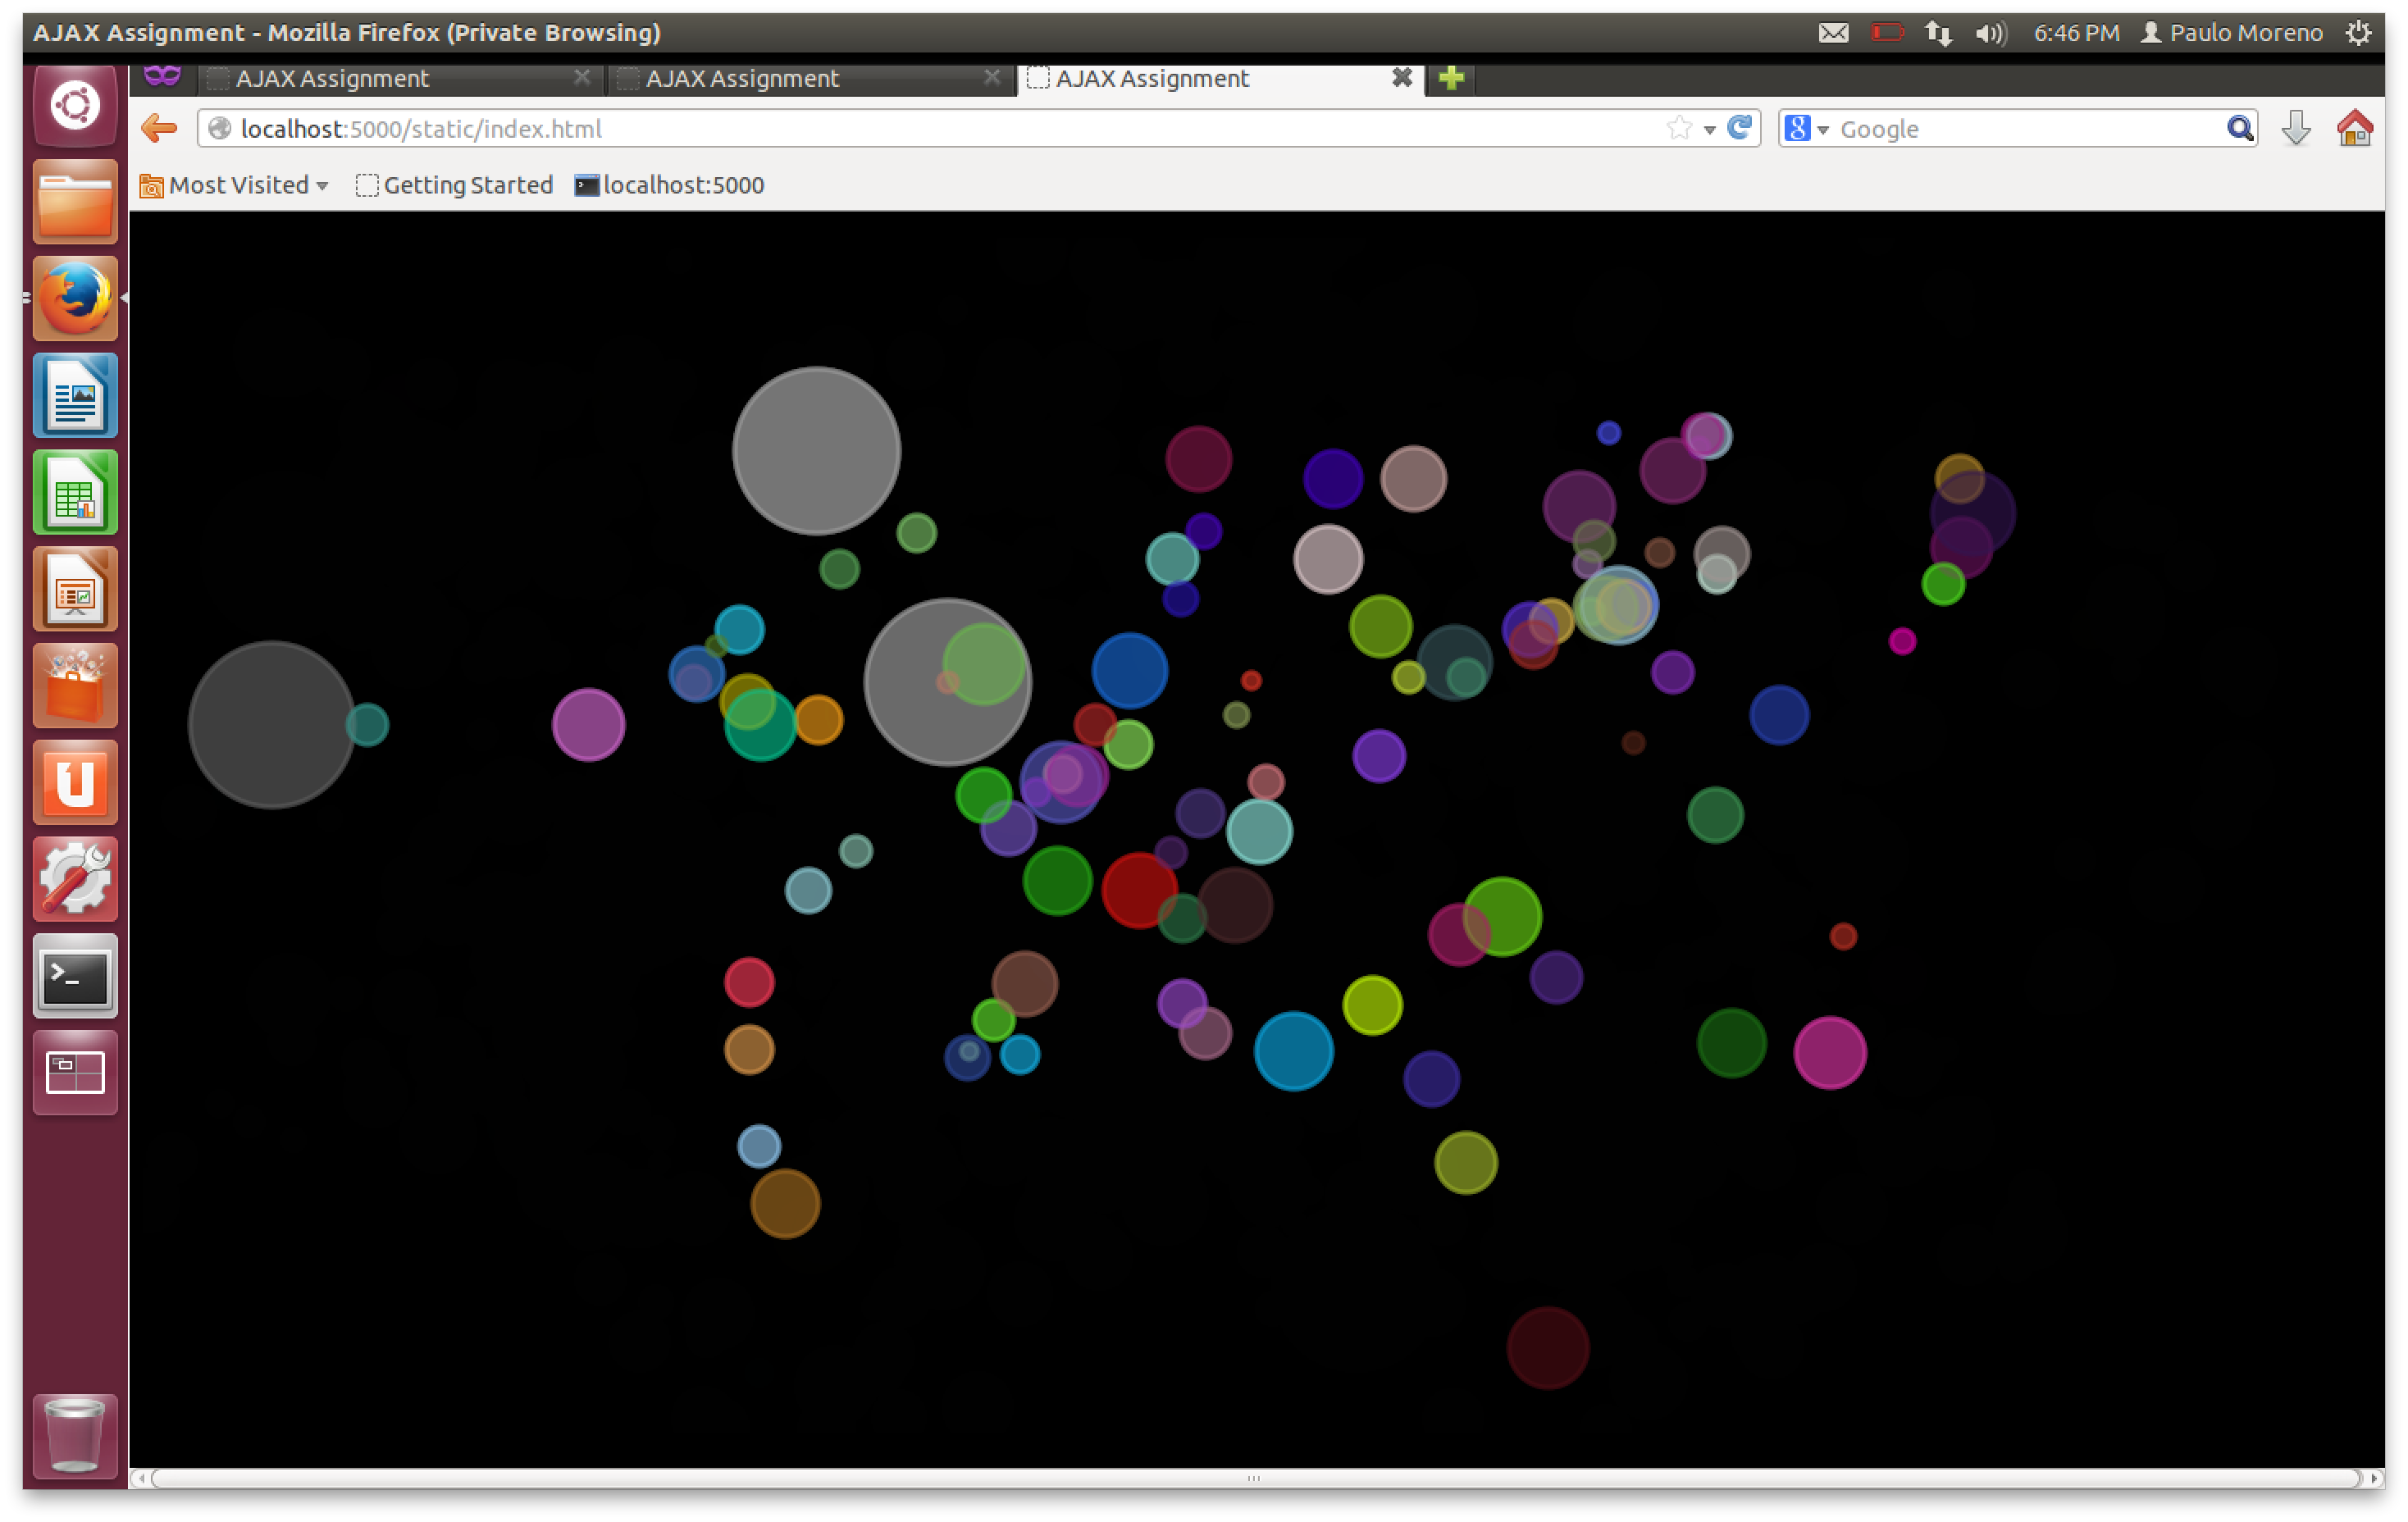 AJAX Assignment - Mozilla Firefox (Private Browsing)
6:46 PM Paulo Moreno
AJAX Assignment AJAX Assignment AJAX Assignment
localhost:5000/static/index.html
8 Google
Most Visited Getting Started localhost:5000